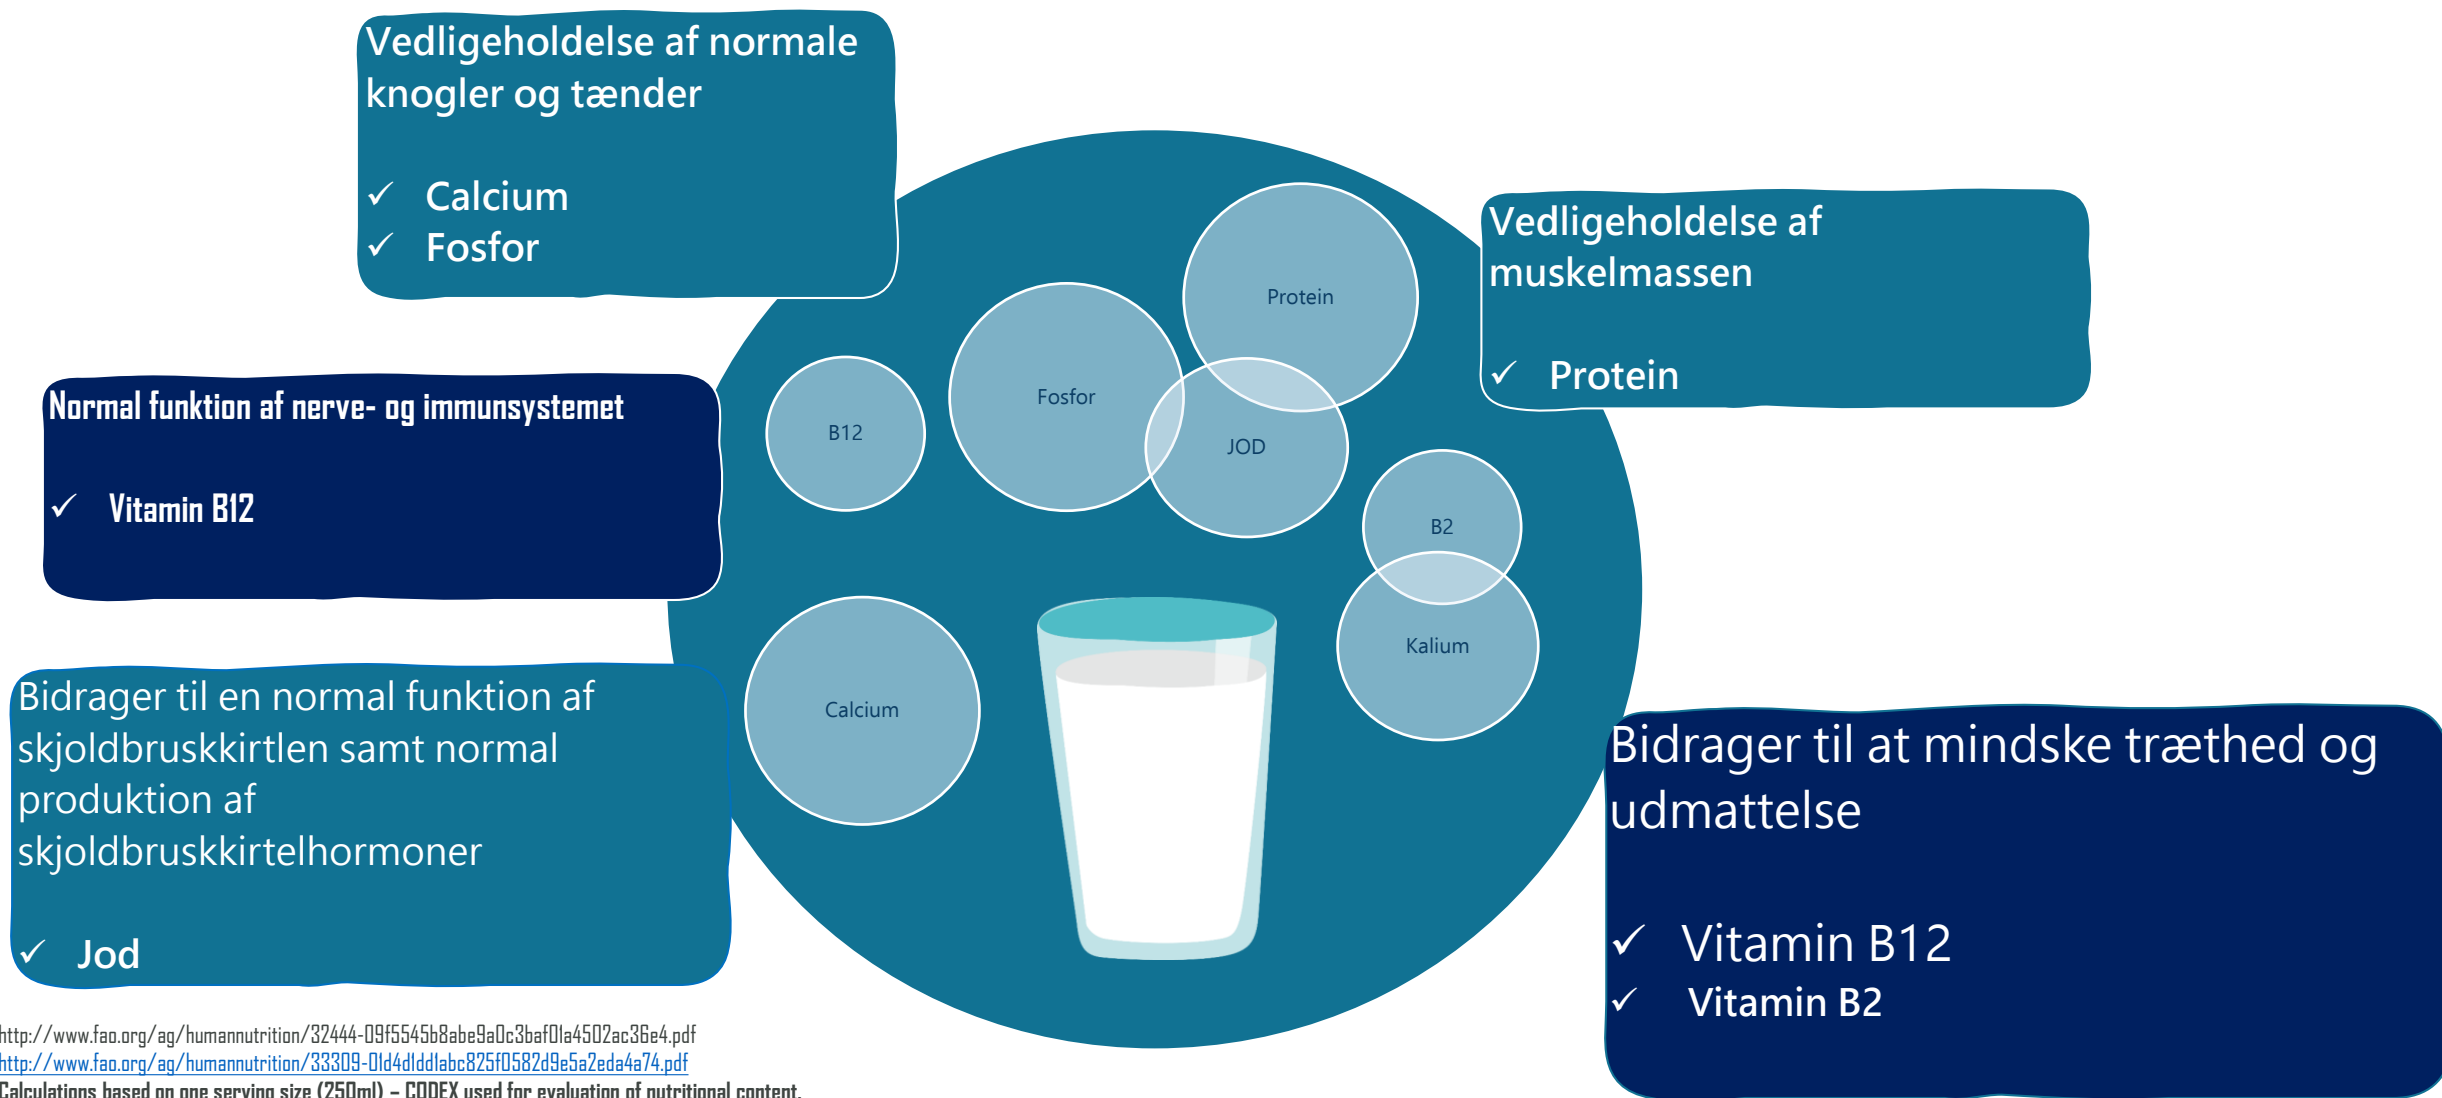 Vedligeholdelse af normale
knogler og tænder
✓ Calcium
✓ Fosfor
Vedligeholdelse af
muskelmassen
✓ Protein
Normal funktion af nerve- og immunsystemet
✓ Vitamin B12
Protein
Fosfor
B12
JOD
B2
Kalium
Calcium
Bidrager til en normal funktion af
skjoldbruskkirtlen samt normal
produktion af
skjoldbruskkirtelhormoner
✓ Jod
Bidrager til at mindske træthed og
udmattelse
✓ Vitamin B12
✓ Vitamin B2
http://www.fao.org/ag/humannutrition/32444-09f5545b8abe9a0c3baf01a4502ac36e4.pdf
http://www.fao.org/ag/humannutrition/33309-01d4d1dd1abc825f0582d9e5a2eda4a74.pdf
Calculations based on one serving size (250ml) – CODEX used for evaluation of nutritional content.